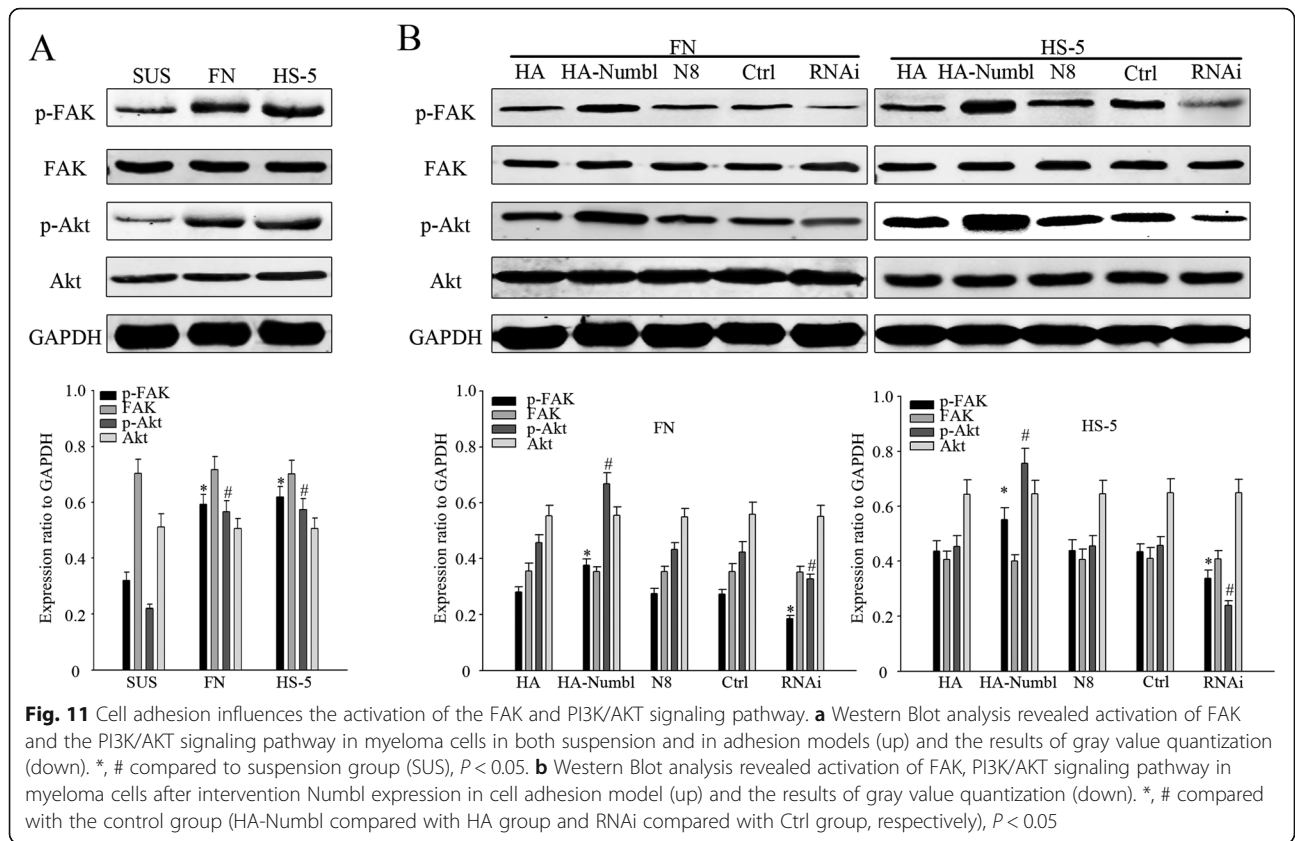 A
SUS FN HS-5
p-FAK
FAK
p-Akt
Akt
GAPDH
1.0
0.8
0.6
0.4
0.2
0
Expression ratio to GAPDH
p-FAK
FAK
p-Akt
Akt
* # * #
SUS FN HS-5
B
FN
HA HA-Numbl N8 Ctrl RNAi
HS-5
HA HA-Numbl N8 Ctrl RNAi
p-FAK
FAK
p-Akt
Akt
GAPDH
1.0
0.8
0.6
0.4
0.2
0
Expression ratio to GAPDH
p-FAK
FAK
p-Akt
Akt
FN
* # * #
HA HA-Numbl N8 Ctrl RNAi
1.0
0.8
0.6
0.4
0.2
0
Expression ratio to GAPDH
p-FAK
FAK
p-Akt
Akt
HS-5
* # * #
HA HA-Numbl N8 Ctrl RNAi
Fig. 11 Cell adhesion influences the activation of the FAK and PI3K/AKT signaling pathway. a Western Blot analysis revealed activation of FAK
and the PI3K/AKT signaling pathway in myeloma cells in both suspension and in adhesion models (up) and the results of gray value quantization
(down). *, # compared to suspension group (SUS), P < 0.05. b Western Blot analysis revealed activation of FAK, PI3K/AKT signaling pathway in
myeloma cells after intervention Numbl expression in cell adhesion model (up) and the results of gray value quantization (down). *, # compared
with the control group (HA-Numbl compared with HA group and RNAi compared with Ctrl group, respectively), P < 0.05